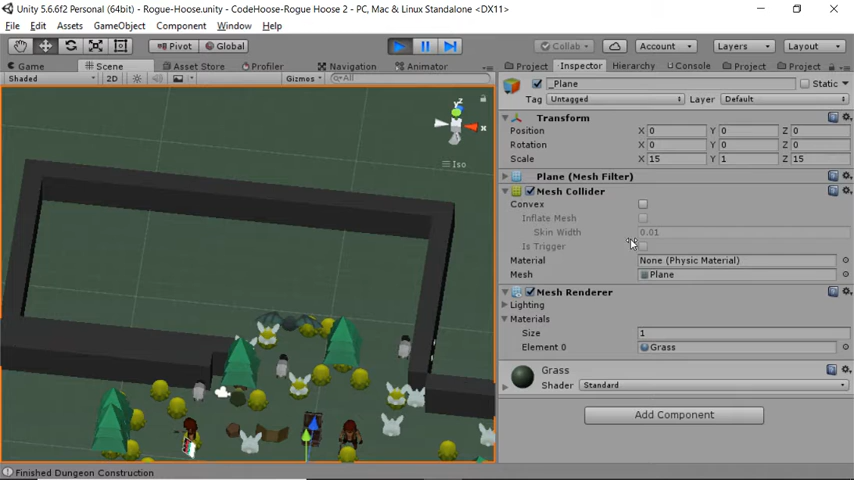 Unity 5.6.6f2 (64bit) - Rogue-Hoose.unity - CodeHoose-Rogue Hoose 2 - PC, Mac & Linux Standalone <DX11>
File Edit Assets GameObject Component Window Help
Pivot Global Collab Account Layers Layout
Game Scene Asset Store Profiler Navigation Animator Project Inspector Hierarchy Console Project Project
Shaded 2D Gizmos All
_Plane Static
Tag Untagged Layer Default
Transform
Position X 0 Y 0 Z 0
Rotation X 0 Y 0 Z 0
Scale X 15 Y 1 Z 15
Plane (Mesh Filter)
Mesh Collider
Convex
Inflate Mesh
Skin Width 0.01
Is Trigger
Material None (Physic Material)
Mesh Plane
Mesh Renderer
Lighting
Materials
Size 1
Element 0 Grass
Grass
Shader Standard
Add Component
y
x
Iso
Finished Dungeon Construction